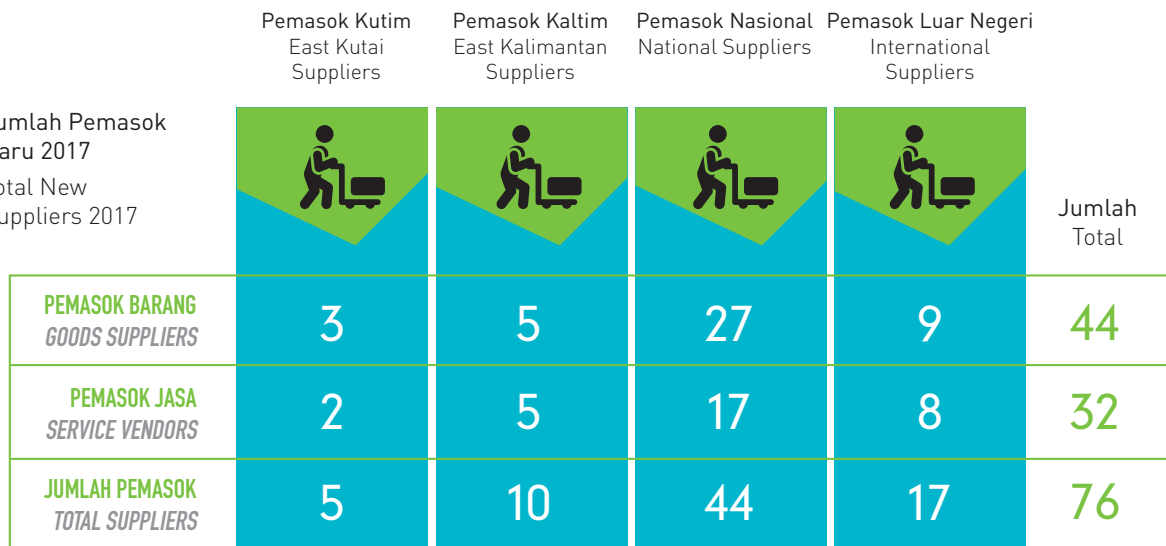 Pemasok Kutim
East Kutai
Suppliers
Pemasok Kaltim
East Kalimantan
Suppliers
Pemasok Nasional
National Suppliers
Pemasok Luar Negeri
International
Suppliers
umlah Pemasok
aru 2017
otal New
uppliers 2017
Jumlah
Total
PEMASOK BARANG
GOODS SUPPLIERS
3 5 27 9 44
PEMASOK JASA
SERVICE VENDORS
2 5 17 8 32
JUMLAH PEMASOK
TOTAL SUPPLIERS
5 10 44 17 76